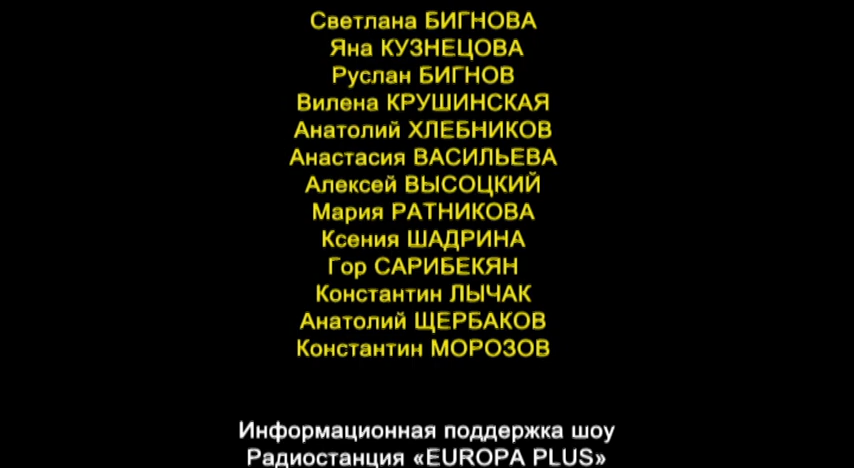 Светлана БИГНОВА
Яна КУЗНЕЦОВА
Руслан БИГНОВ
Вилена КРУШИНСКАЯ
Анатолий ХЛЕБНИКОВ
Анастасия ВАСИЛЬЕВА
Алексей ВЫСОЦКИЙ
Мария РАТНИКОВА
Ксения ШАДРИНА
Гор САРИБЕКЯН
Константин ЛЫЧАК
Анатолий ЩЕРБАКОВ
Константин МОРОЗОВ
Информационная поддержка шоу
Радиостанция «EUROPA PLUS»